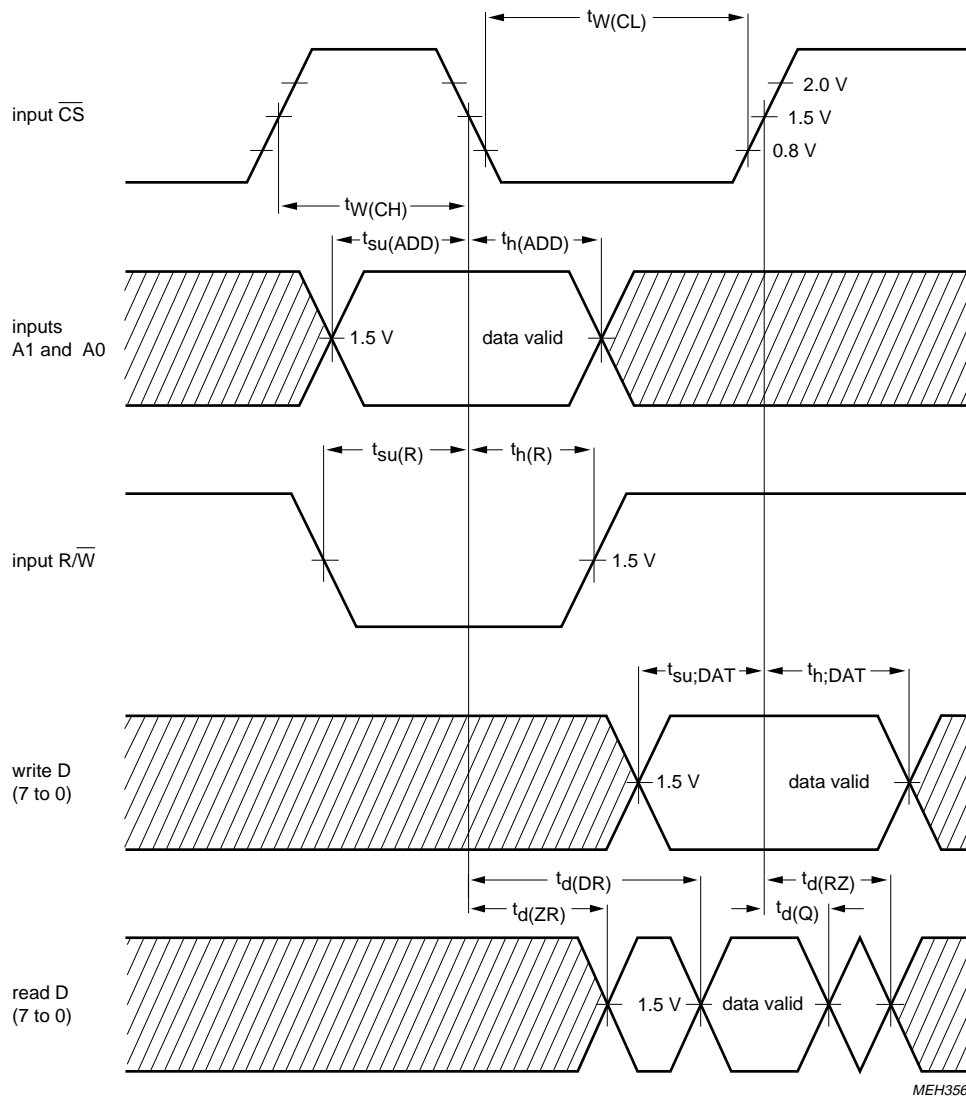 tW(CL)
input C̅S̅
2.0 V
1.5 V
0.8 V
tW(CH)
tsu(ADD)
th(ADD)
inputs
A1 and A0
1.5 V
data valid
tsu(R)
th(R)
input R/W̅
1.5 V
tsu;DAT
th;DAT
write D
(7 to 0)
1.5 V
data valid
td(DR)
td(RZ)
td(ZR)
td(Q)
read D
(7 to 0)
1.5 V
data valid
MEH356